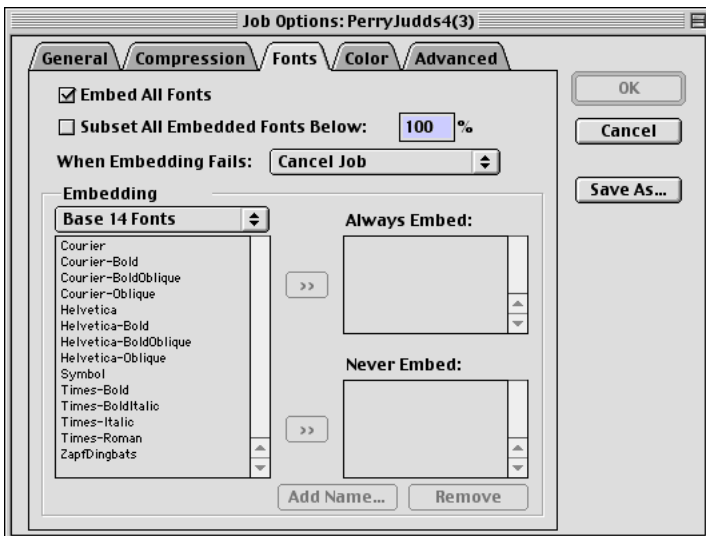 Job Options: PerryJudds4(3)
General Compression Fonts Color Advanced
Embed All Fonts
Subset All Embedded Fonts Below: 100 %
When Embedding Fails: Cancel Job
OK
Cancel
Save As...
Embedding
Base 14 Fonts
Courier
Courier-Bold
Courier-BoldOblique
Courier-Oblique
Helvetica
Helvetica-Bold
Helvetica-BoldOblique
Helvetica-Oblique
Symbol
Times-Bold
Times-BoldItalic
Times-Italic
Times-Roman
ZapfDingbats
Always Embed:
>>
Never Embed:
>>
Add Name... Remove